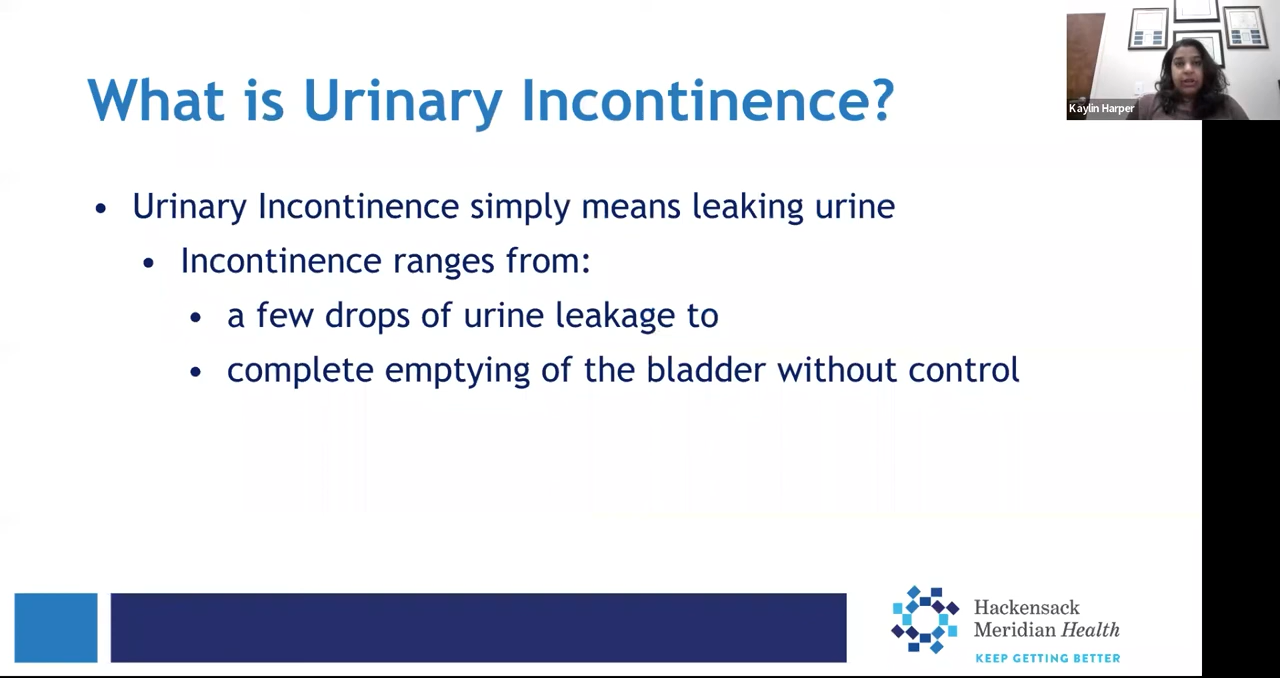 What is Urinary Incontinence?
Kaylin Harper
• Urinary Incontinence simply means leaking urine
• Incontinence ranges from:
• a few drops of urine leakage to
• complete emptying of the bladder without control
Hackensack
Meridian Health
KEEP GETTING BETTER